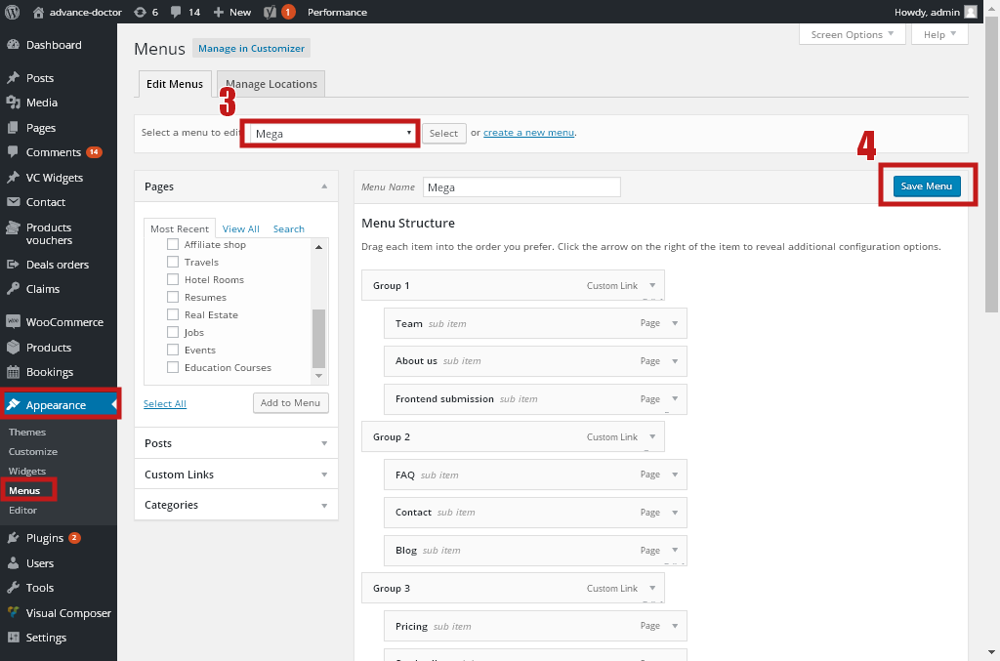 advance-doctor 6 14 New 1 Performance Howdy, admin
Dashboard
Posts
Media
Pages
Comments 14
VC Widgets
Contact
Products
vouchers
Deals orders
Claims
WooCommerce
Products
Bookings
Appearance
Themes
Customize
Widgets
Menus
Editor
Plugins 2
Users
Tools
Visual Composer
Settings
Screen Options Help
Menus Manage in Customizer
Edit Menus Manage Locations
3
Select a menu to edit Mega Select or create a new menu.
4
Pages
Most Recent View All Search
Affiliate shop
Travels
Hotel Rooms
Resumes
Real Estate
Jobs
Events
Education Courses
Select All Add to Menu
Posts
Custom Links
Categories
Menu Name Mega Save Menu
Menu Structure
Drag each item into the order you prefer. Click the arrow on the right of the item to reveal additional configuration options.
Group 1 Custom Link
Team sub item Page
About us sub item Page
Frontend submission sub item Page
Group 2 Custom Link
FAQ sub item Page
Contact sub item Page
Blog sub item Page
Group 3 Custom Link
Pricing sub item Page